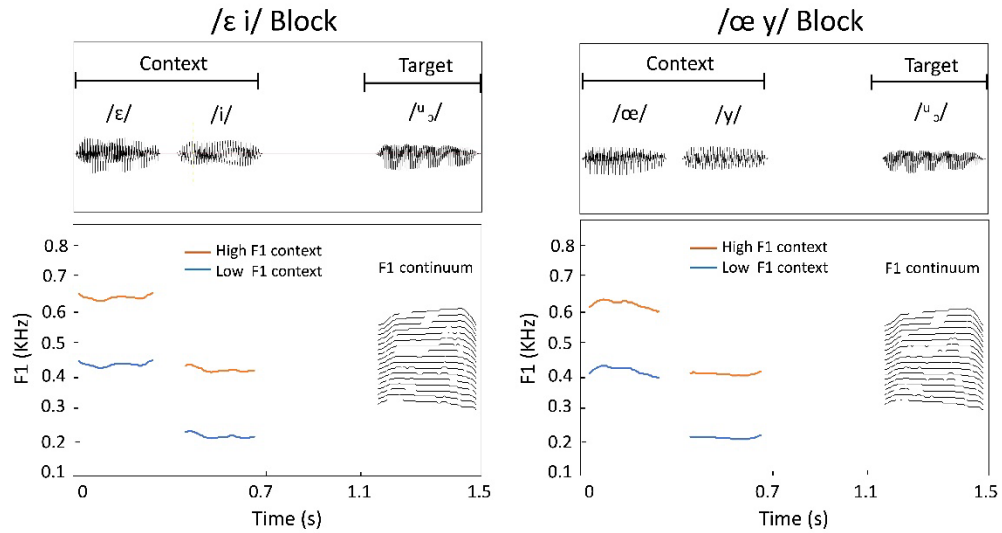 /ɛ i/ Block
Context
Target
/ɛ/
/i/
/ᵘɔ/
0.8
0.7
0.6
0.5
0.4
0.3
0.2
0.1
F1 (KHz)
High F1 context
Low F1 context
F1 continuum
0
0.7
1.1
1.5
Time (s)
/œ y/ Block
Context
Target
/œ/
/y/
/ᵘɔ/
0.8
0.7
0.6
0.5
0.4
0.3
0.2
0.1
F1 (KHz)
High F1 context
Low F1 context
F1 continuum
0
0.7
1.1
1.5
Time (s)